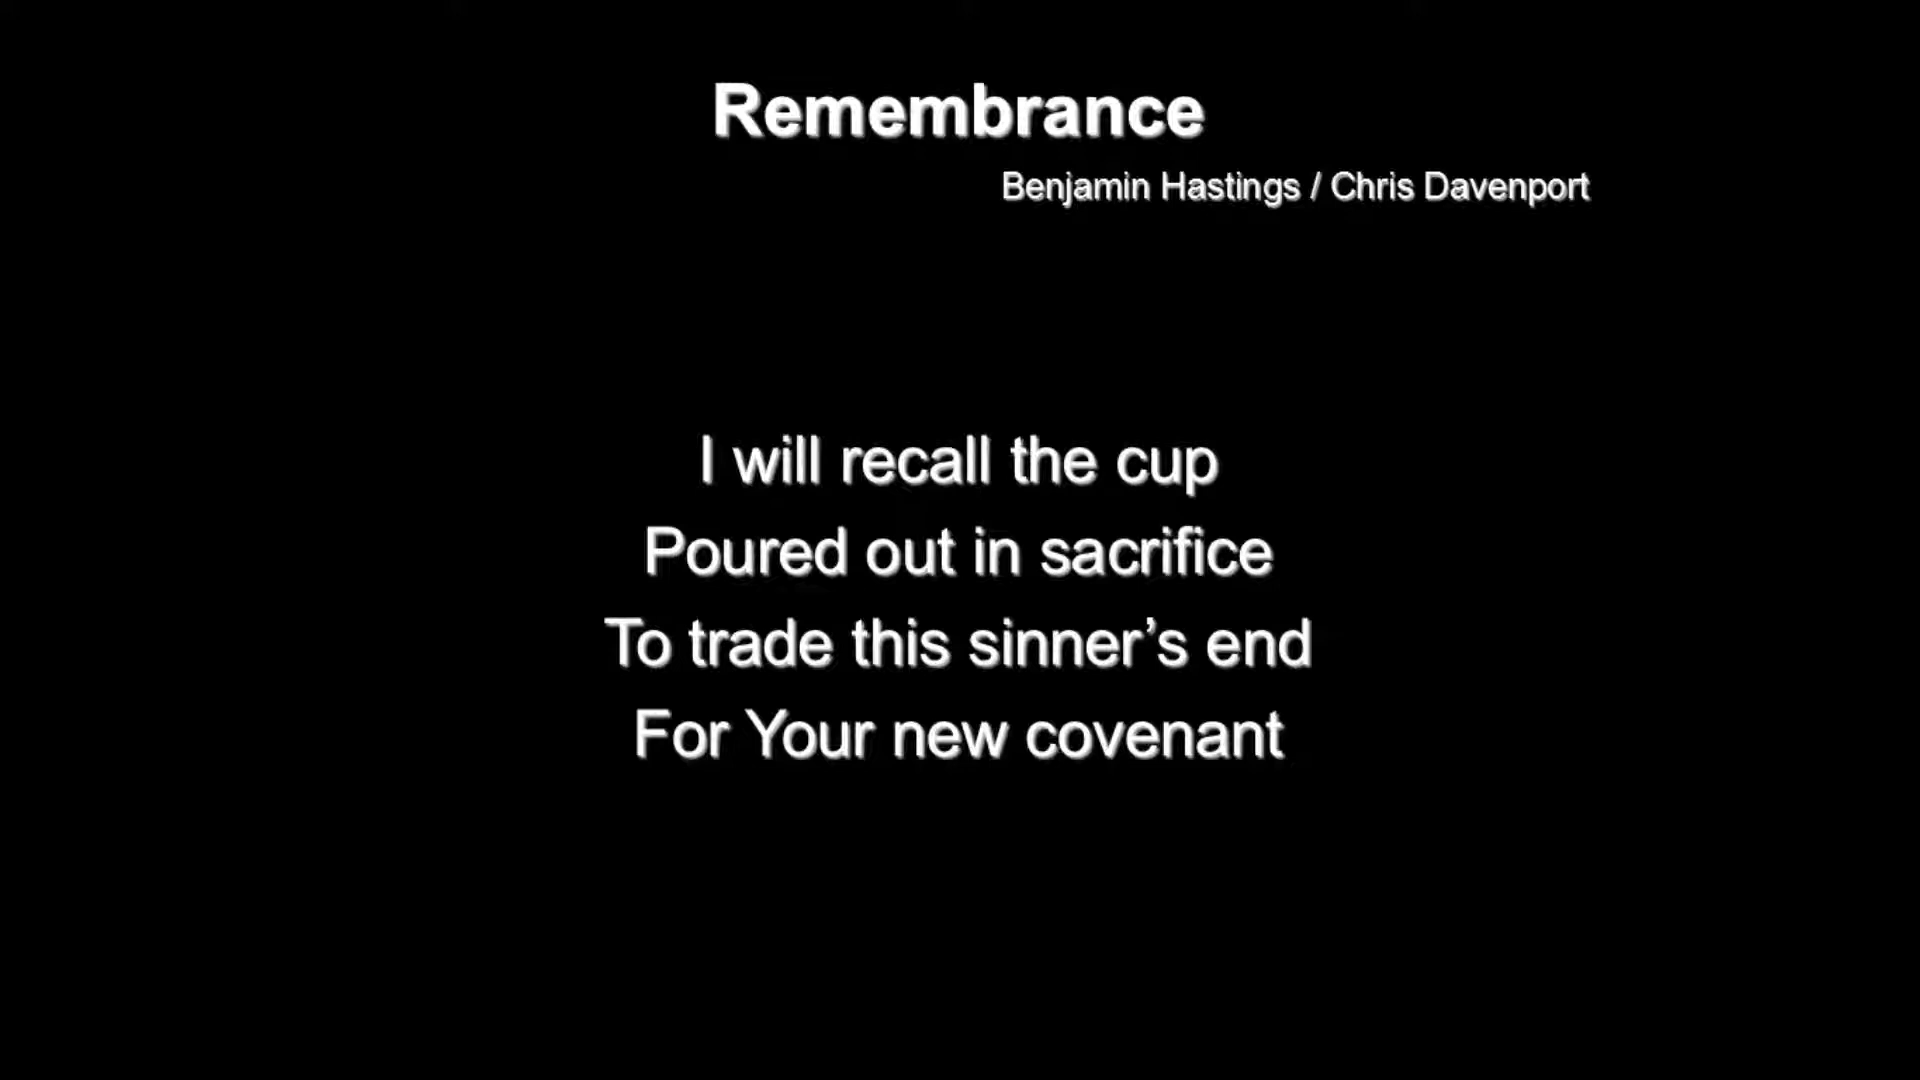 Remembrance
Benjamin Hastings / Chris Davenport
I will recall the cup
Poured out in sacrifice
To trade this sinner’s end
For Your new covenant